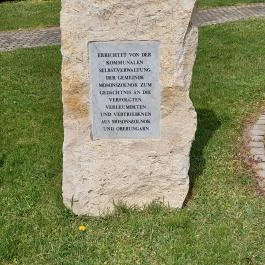 ERRICHTET VON DER
KOMMUNALEN
SELBSTVERWALTUNG
DER GEMEINDE
MOSONSZOLNOK ZUM
GEDÄCHTNIS AN DIE
VERFOLGTEN
VERLEUMDETEN
UND VERTRIEBENEN
AUS MOSONSZOLNOK
UND OBERUNGARN